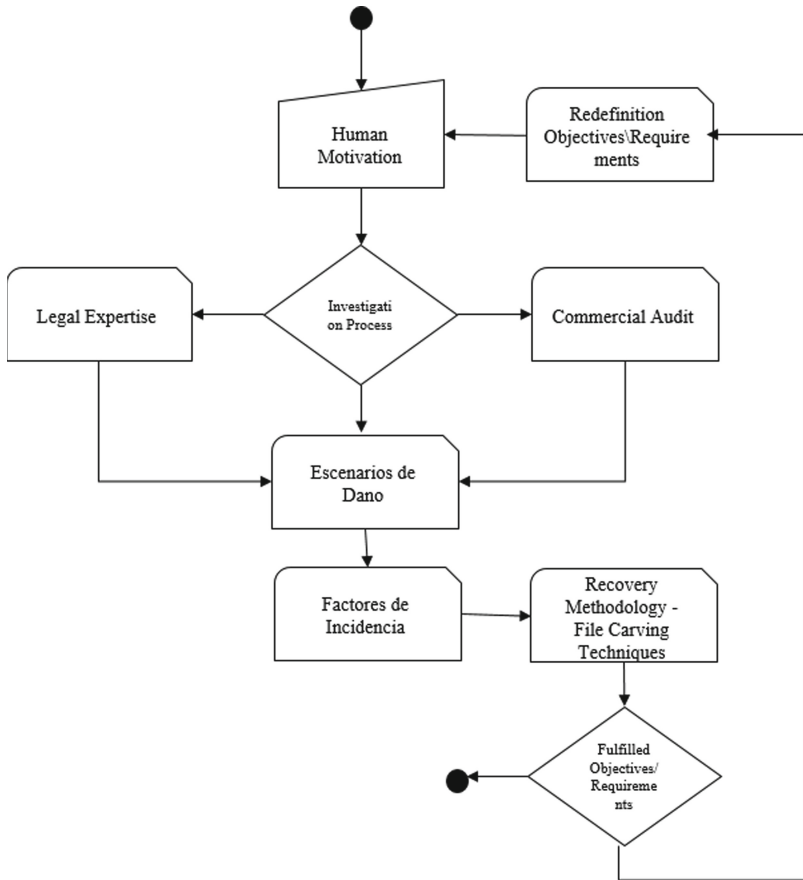 Human
Motivation
Redefinition
Objectives\Require
ments
Legal Expertise
Investigati
on Process
Commercial Audit
Escenarios de
Dano
Factores de
Incidencia
Recovery
Methodology -
File Carving
Techniques
Fulfilled
Objectives/
Requireme
nts